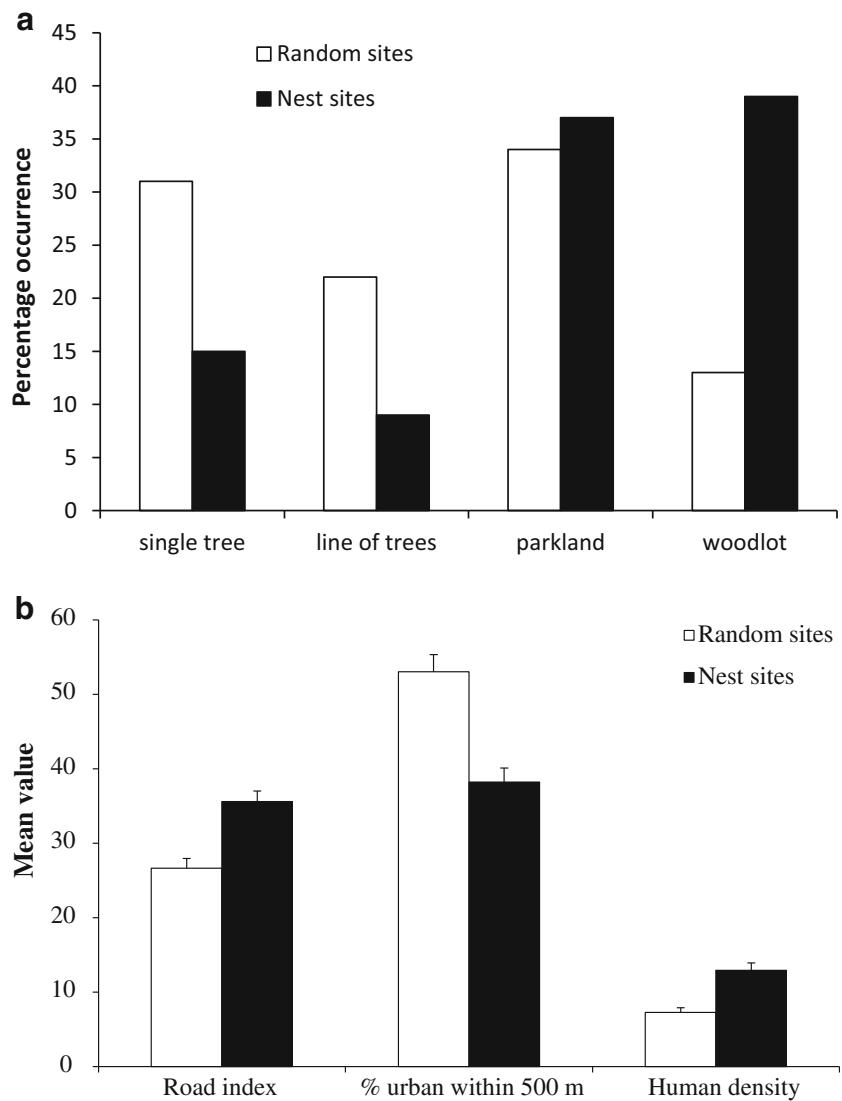 a
45
40
35
30
25
20
15
10
5
0
Percentage occurrence
Random sites
Nest sites
single tree line of trees parkland woodlot
b
60
50
40
30
20
10
0
Mean value
Random sites
Nest sites
Road index % urban within 500 m Human density